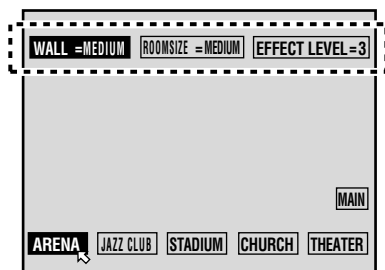 WALL =MEDIUM ROOMSIZE =MEDIUM EFFECT LEVEL=3
MAIN
ARENA JAZZ CLUB STADIUM CHURCH THEATER